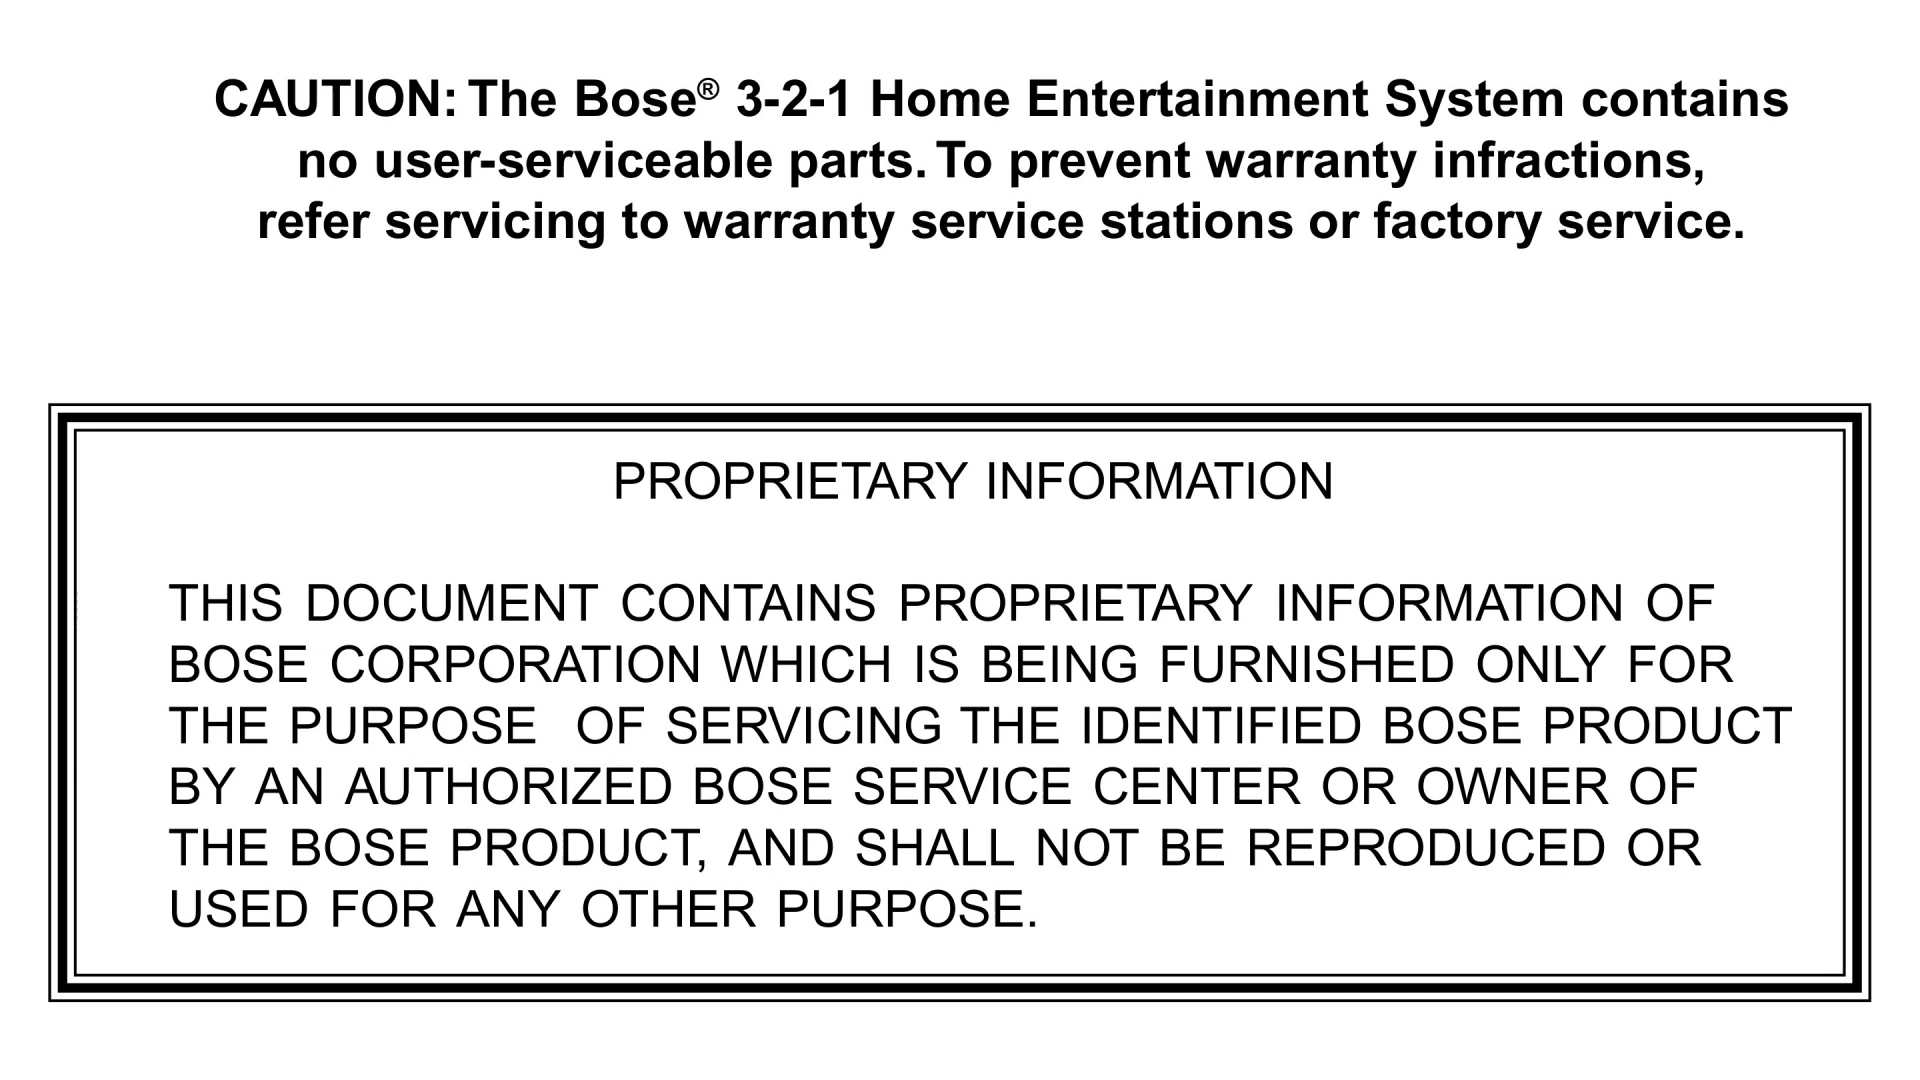 CAUTION: The Bose® 3-2-1 Home Entertainment System contains
no user-serviceable parts. To prevent warranty infractions,
refer servicing to warranty service stations or factory service.
PROPRIETARY INFORMATION
THIS DOCUMENT CONTAINS PROPRIETARY INFORMATION OF
BOSE CORPORATION WHICH IS BEING FURNISHED ONLY FOR
THE PURPOSE OF SERVICING THE IDENTIFIED BOSE PRODUCT
BY AN AUTHORIZED BOSE SERVICE CENTER OR OWNER OF
THE BOSE PRODUCT, AND SHALL NOT BE REPRODUCED OR
USED FOR ANY OTHER PURPOSE.